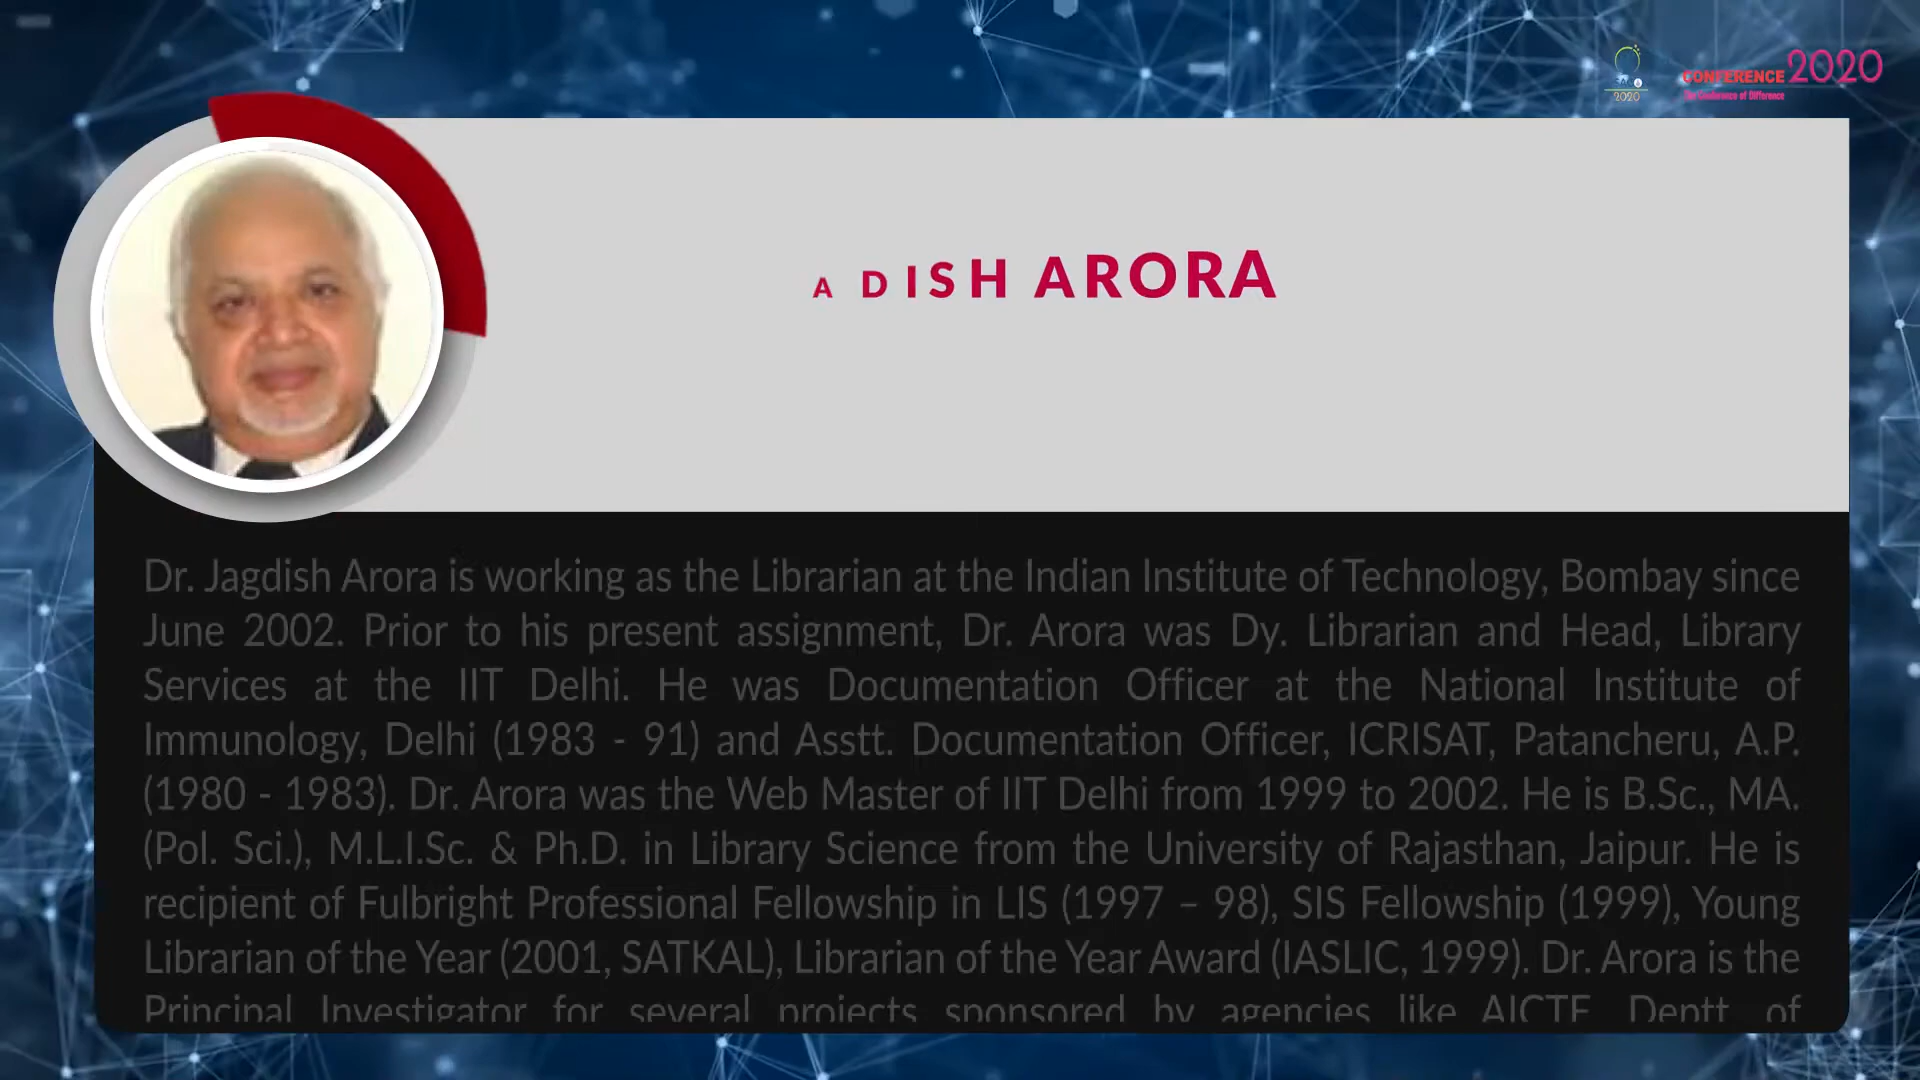 2020
CONFERENCE 2020
The Conference of Difference
A DISH ARORA
Dr. Jagdish Arora is working as the Librarian at the Indian Institute of Technology, Bombay since
June 2002. Prior to his present assignment, Dr. Arora was Dy. Librarian and Head, Library
Services at the IIT Delhi. He was Documentation Officer at the National Institute of
Immunology, Delhi (1983 - 91) and Asstt. Documentation Officer, ICRISAT, Patancheru, A.P.
(1980 - 1983). Dr. Arora was the Web Master of IIT Delhi from 1999 to 2002. He is B.Sc., MA.
(Pol. Sci.), M.L.I.Sc. & Ph.D. in Library Science from the University of Rajasthan, Jaipur. He is
recipient of Fulbright Professional Fellowship in LIS (1997 – 98), SIS Fellowship (1999), Young
Librarian of the Year (2001, SATKAL), Librarian of the Year Award (IASLIC, 1999). Dr. Arora is the
Principal Investigator for several projects sponsored by agencies like AICTE, Deptt. of